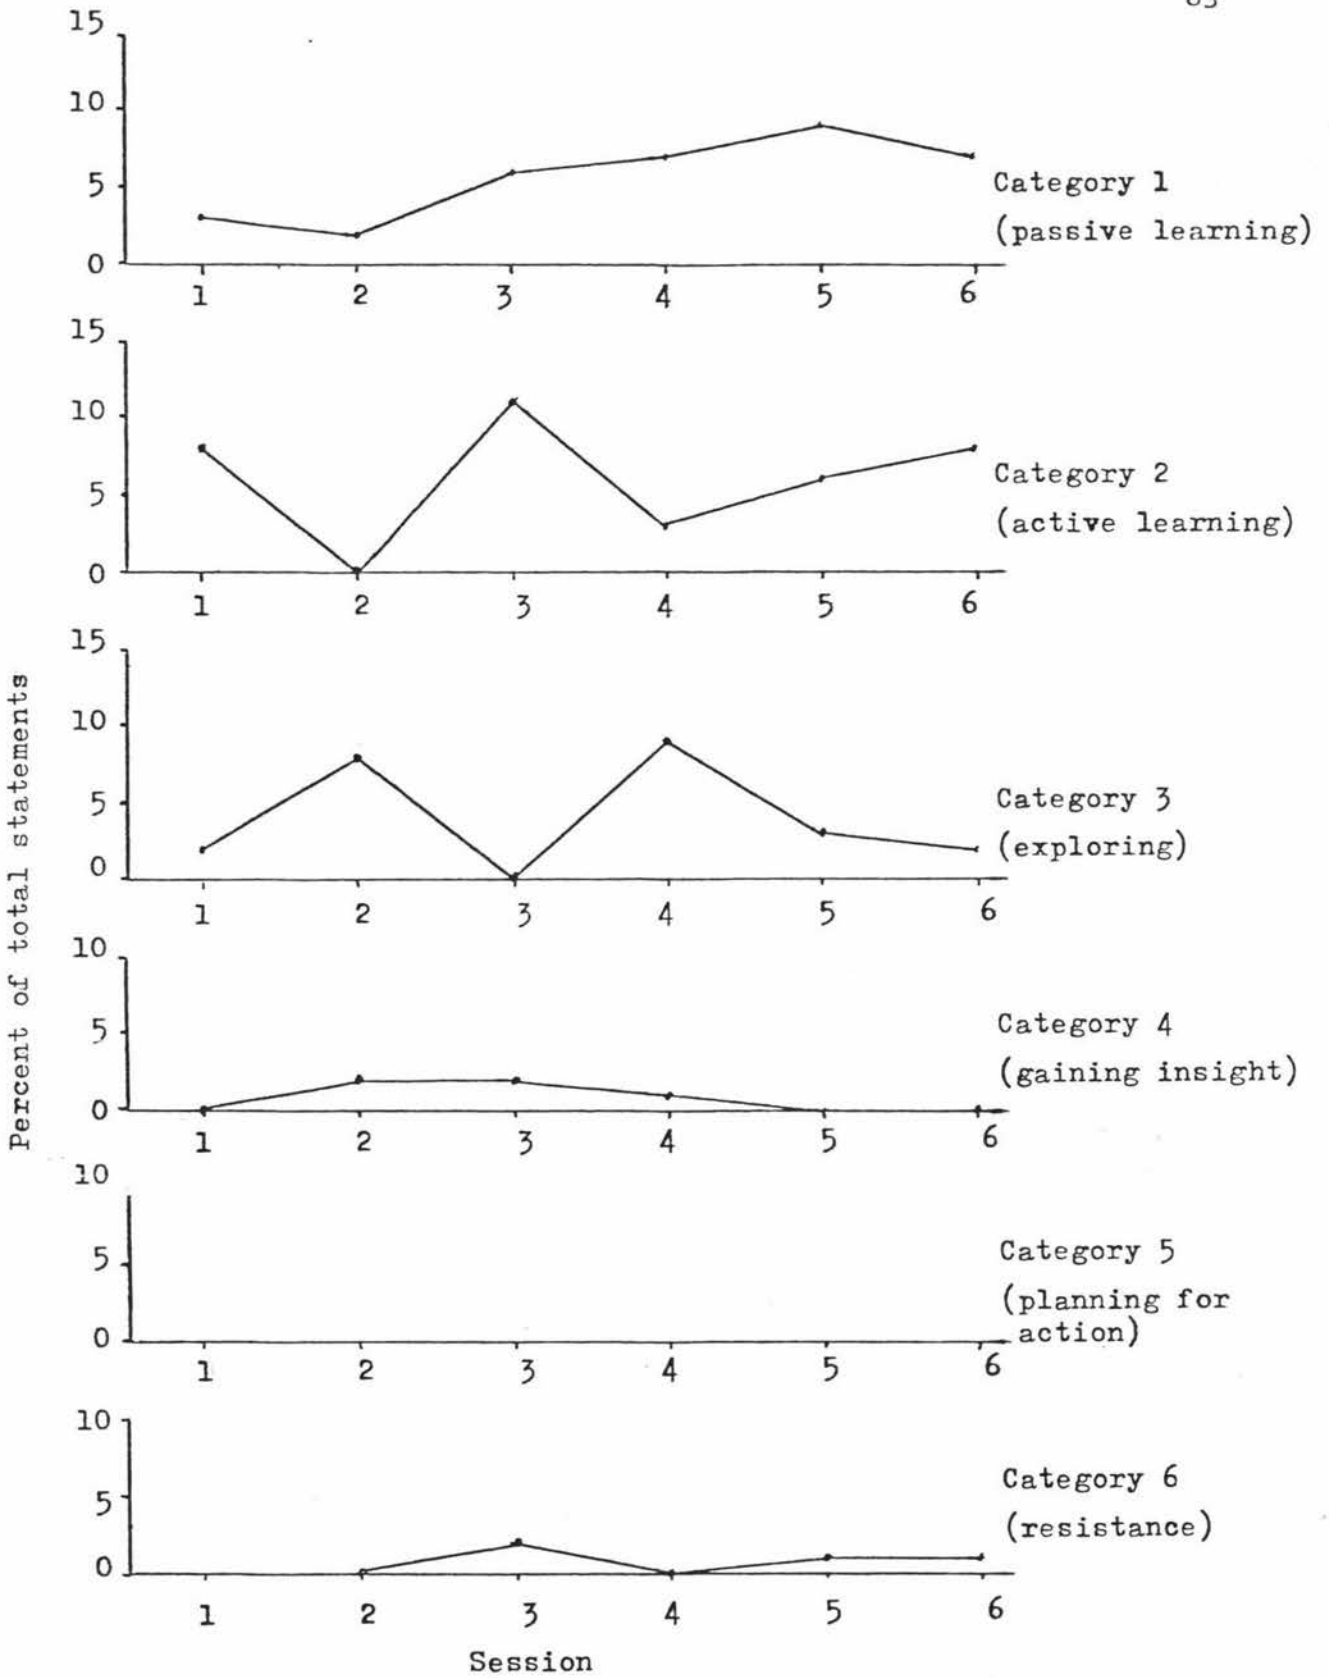 15
10
5
0
Category 1
(passive learning)
1 2 3 4 5 6
15
10
5
0
Category 2
(active learning)
1 2 3 4 5 6
15
10
5
0
Category 3
(exploring)
1 2 3 4 5 6
10
5
0
Category 4
(gaining insight)
1 2 3 4 5 6
10
5
0
Category 5
(planning for
action)
1 2 3 4 5 6
10
5
0
Category 6
(resistance)
1 2 3 4 5 6
Session
Percent of total statements